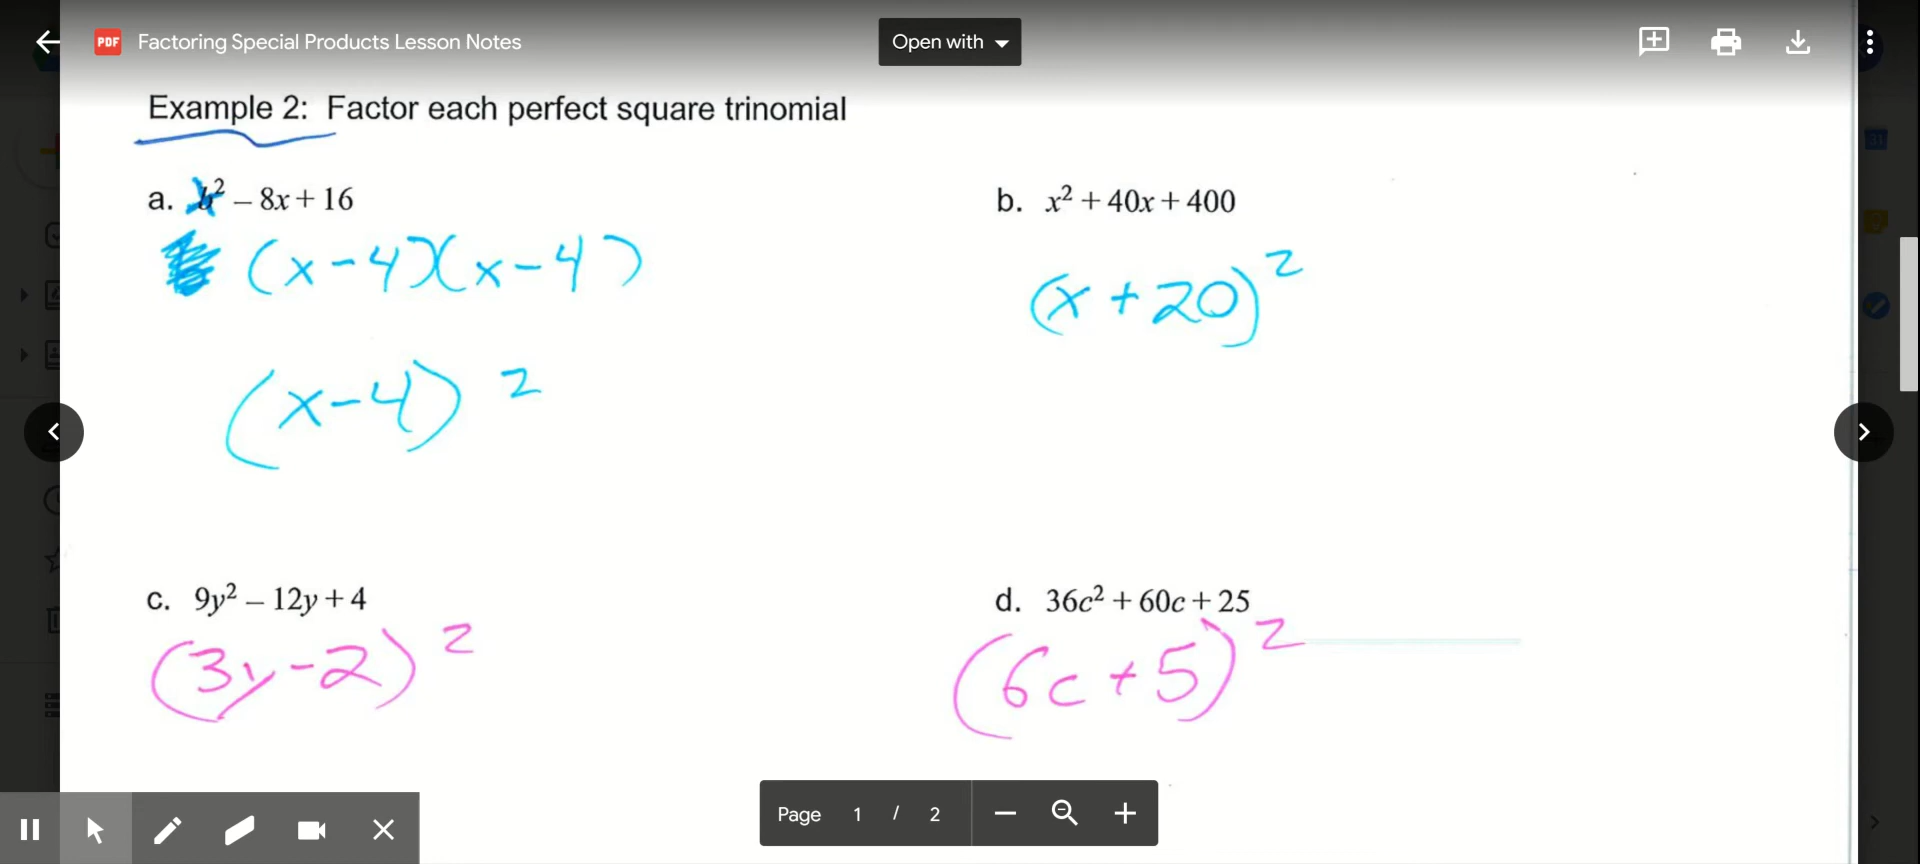 Factoring Special Products Lesson Notes
Open with
Example 2: Factor each perfect square trinomial
a. x² – 8x + 16
(x-4)(x-4)
(x-4)²
b. x² + 40x + 400
(x+20)²
c. 9y² – 12y + 4
(3y-2)²
d. 36c² + 60c + 25
(6c+5)²
Page 1 / 2
PDF
31